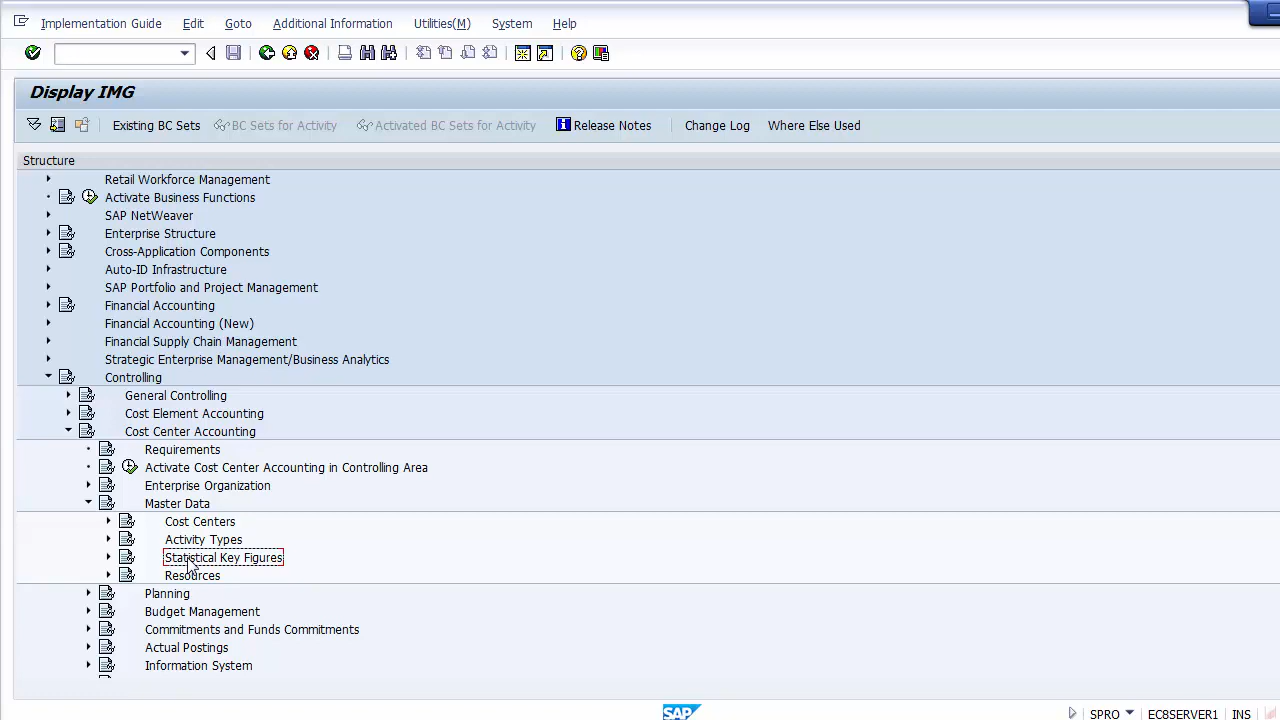 Implementation Guide Edit Goto Additional Information Utilities(M) System Help
Display IMG
Existing BC Sets BC Sets for Activity Activated BC Sets for Activity Release Notes Change Log Where Else Used
Structure
Retail Workforce Management
Activate Business Functions
SAP NetWeaver
Enterprise Structure
Cross-Application Components
Auto-ID Infrastructure
SAP Portfolio and Project Management
Financial Accounting
Financial Accounting (New)
Financial Supply Chain Management
Strategic Enterprise Management/Business Analytics
Controlling
General Controlling
Cost Element Accounting
Cost Center Accounting
Requirements
Activate Cost Center Accounting in Controlling Area
Enterprise Organization
Master Data
Cost Centers
Activity Types
Statistical Key Figures
Resources
Planning
Budget Management
Commitments and Funds Commitments
Actual Postings
Information System
SAP SPRO EC8SERVER1 INS